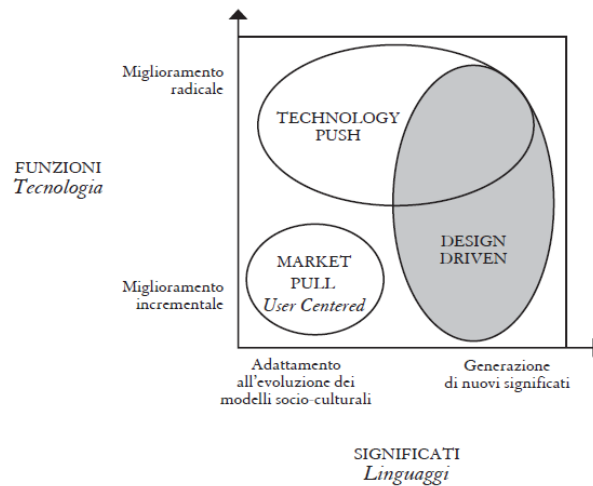 Miglioramento
radicale
TECHNOLOGY
PUSH
FUNZIONI
Tecnologia
DESIGN
DRIVEN
MARKET
PULL
User Centered
Miglioramento
incrementale
Adattamento
all'evoluzione dei
modelli socio-culturali
Generazione
di nuovi significati
SIGNIFICATI
Linguaggi